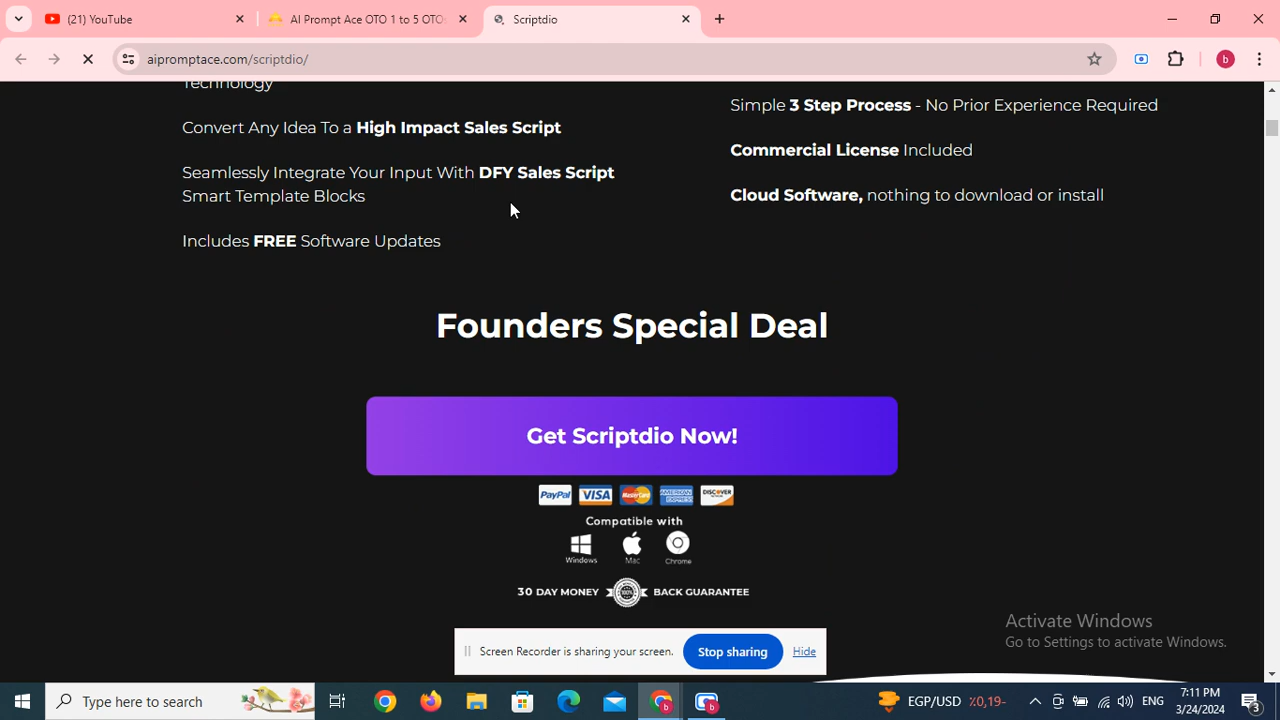 (21) YouTube
AI Prompt Ace OTO 1 to 5 OTO
Scriptdio
aipromptace.com/scriptdio/
b
Technology
Convert Any Idea To a High Impact Sales Script
Seamlessly Integrate Your Input With DFY Sales Script
Smart Template Blocks
Includes FREE Software Updates
Simple 3 Step Process - No Prior Experience Required
Commercial License Included
Cloud Software, nothing to download or install
Founders Special Deal
Get Scriptdio Now!
PayPal VISA MasterCard AMERICAN EXPRESS DISCOVER
Compatible with
Windows Mac Chrome
30 DAY MONEY 100% BACK GUARANTEE
Activate Windows
Go to Settings to activate Windows.
Screen Recorder is sharing your screen. Stop sharing Hide
Type here to search
b b
EGP/USD ٪0,19-
ENG
7:11 PM
3/24/2024
3